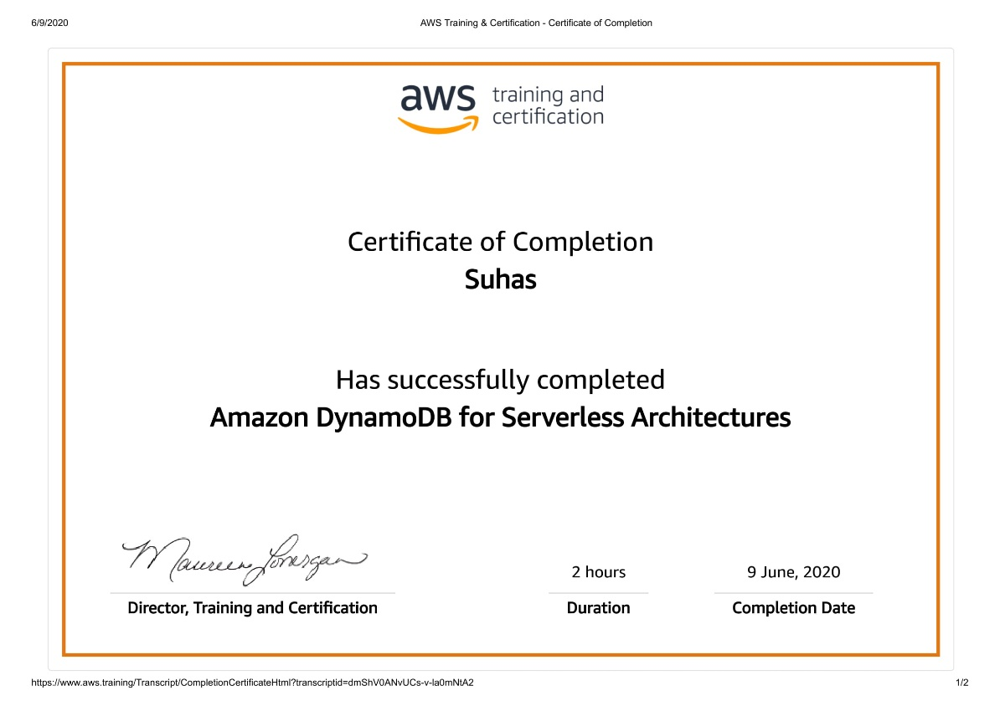 6/9/2020
AWS Training & Certification - Certificate of Completion
aws training and
certification
Certificate of Completion
Suhas
Has successfully completed
Amazon DynamoDB for Serverless Architectures
Maureen Lonergan
Director, Training and Certification
2 hours
Duration
9 June, 2020
Completion Date
https://www.aws.training/Transcript/CompletionCertificateHtml?transcriptid=dmShV0ANvUCs-v-la0mNtA2
1/2